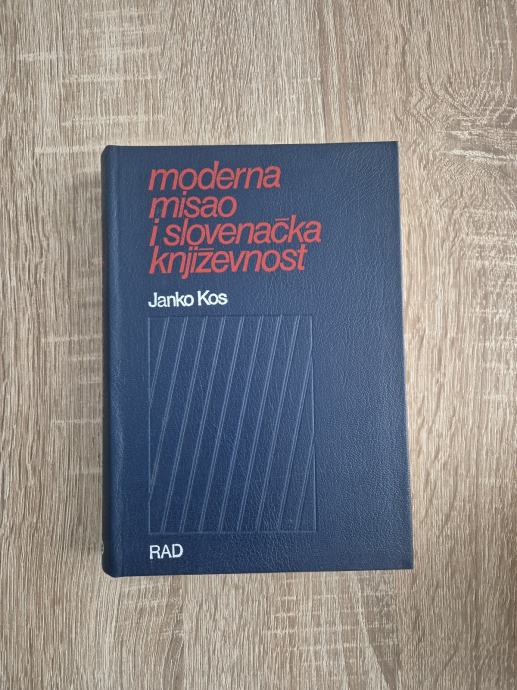 moderna
misao
i slovenačka
književnost
Janko Kos
RAD